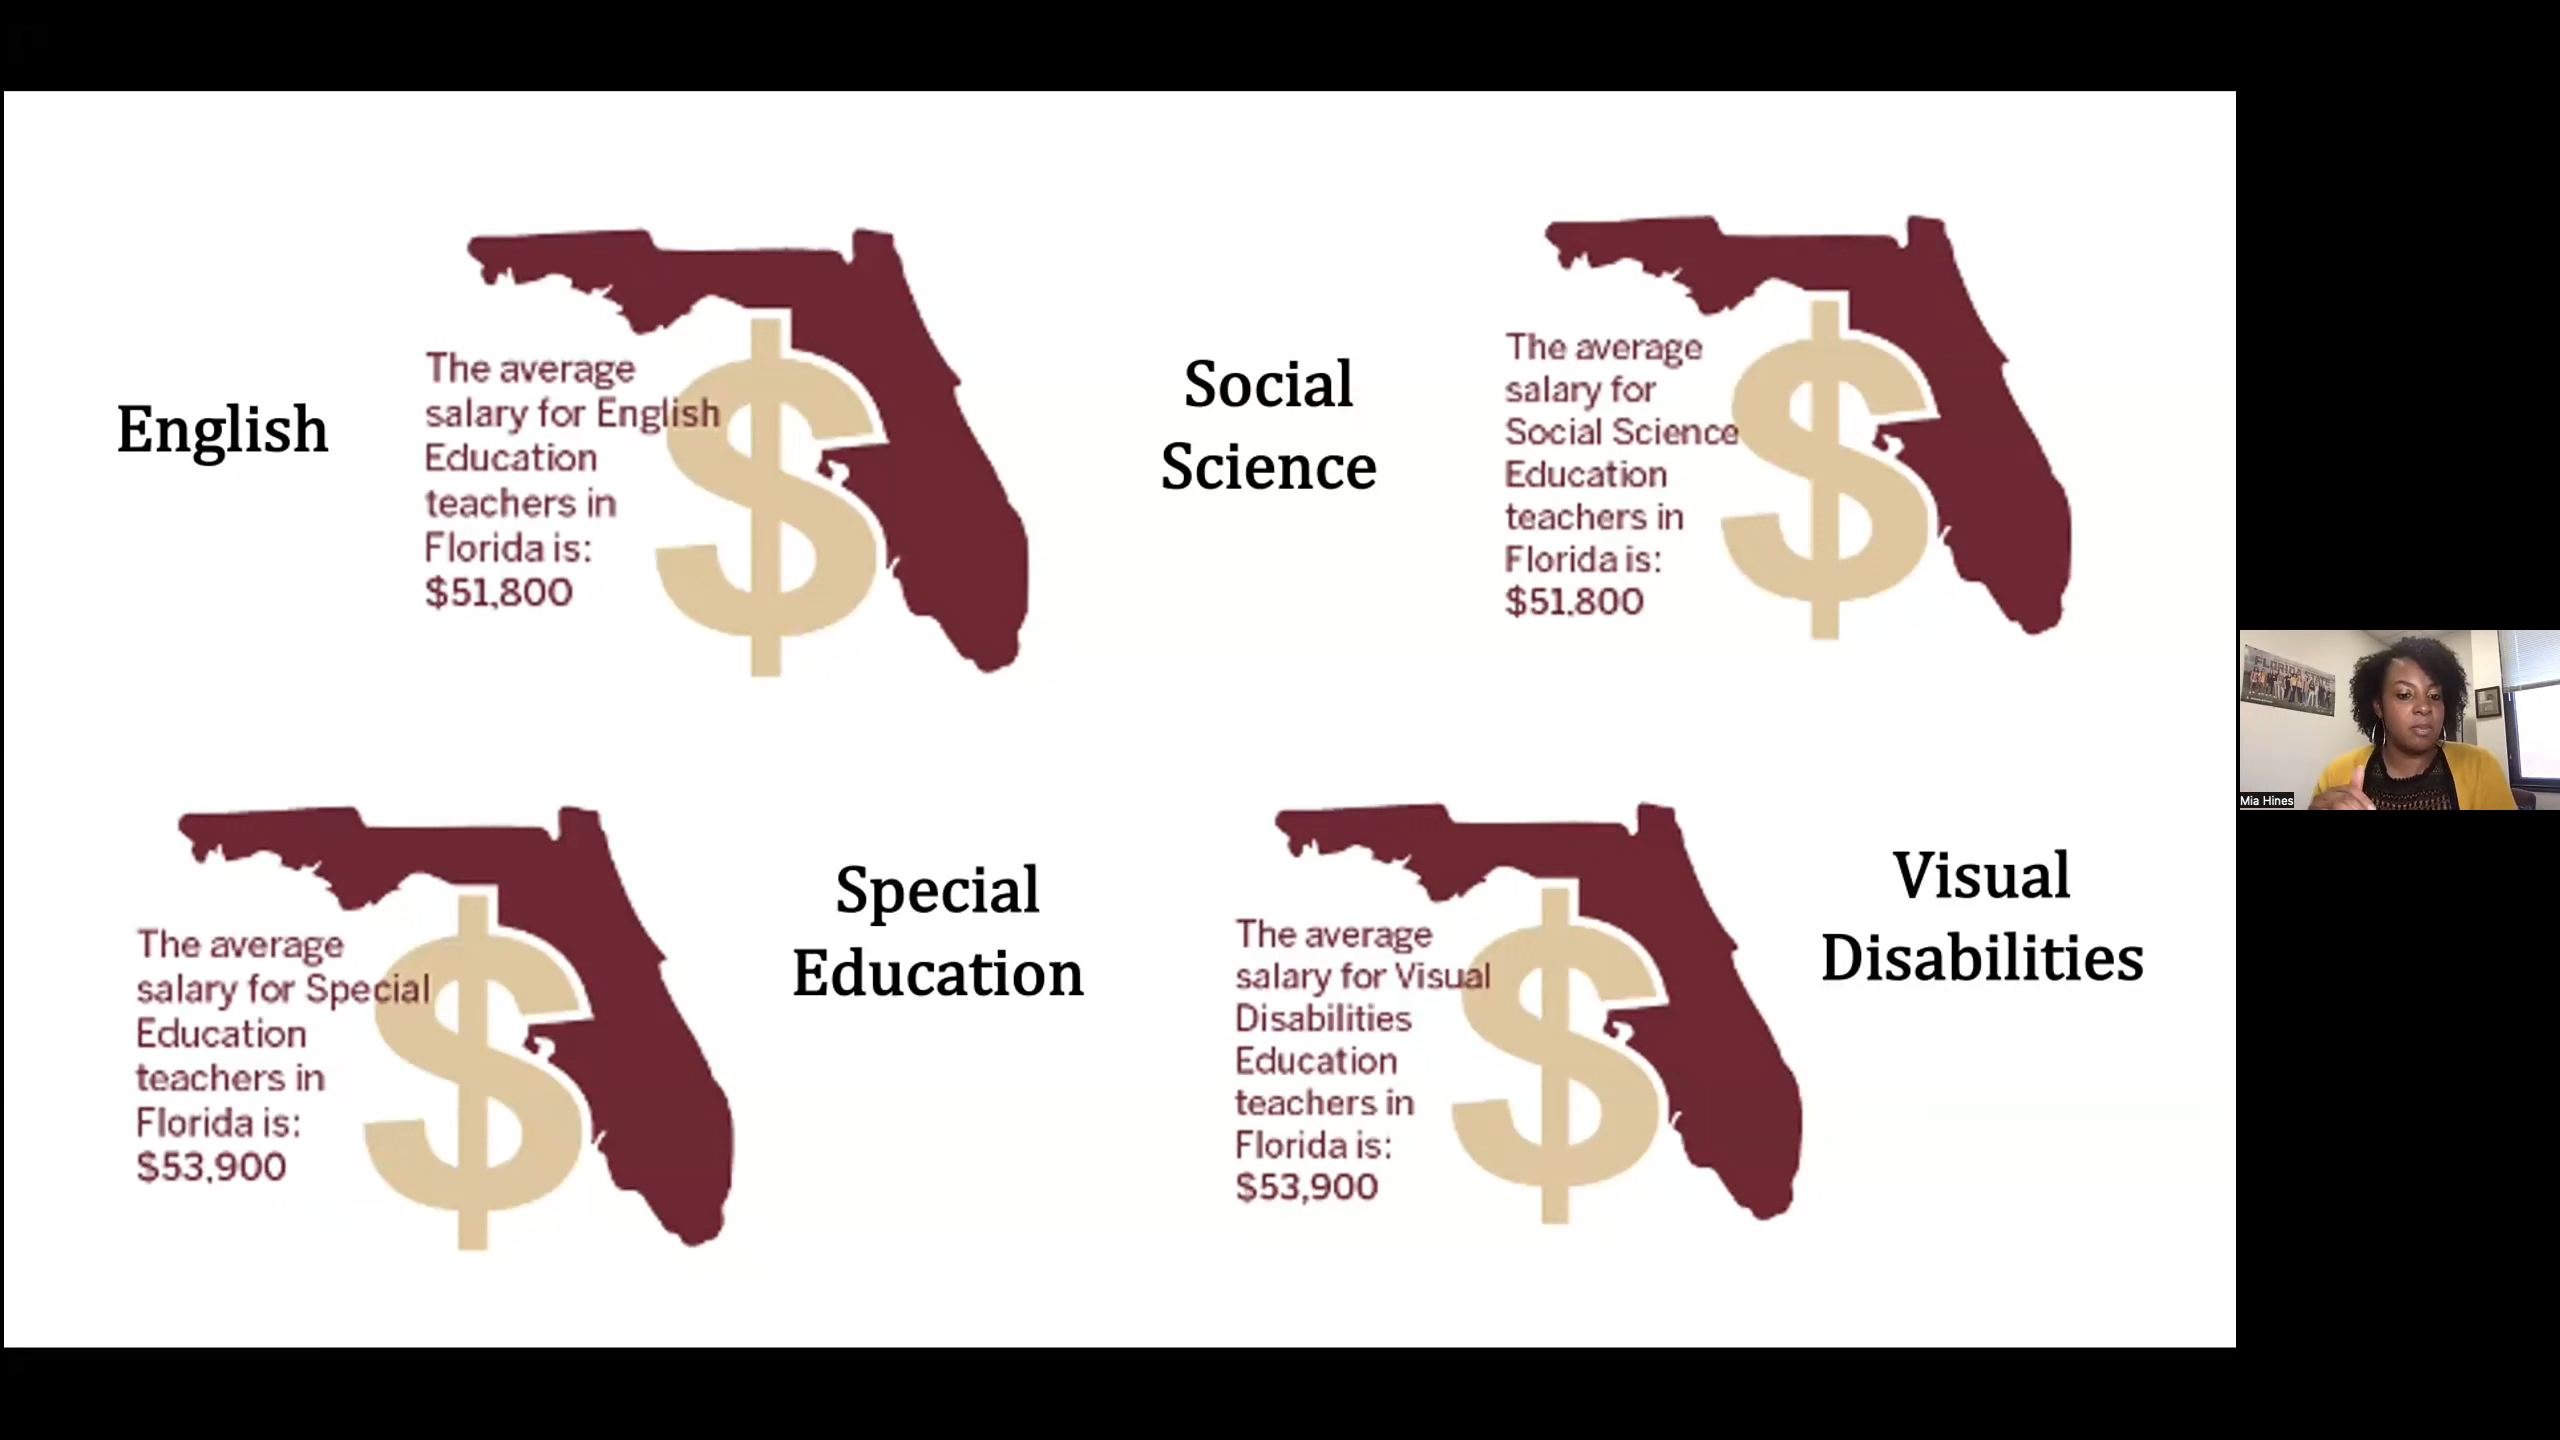 English
The average
salary for English
Education
teachers in
Florida is:
$51,800
Social
Science
The average
salary for
Social Science
Education
teachers in
Florida is:
$51,800
The average
salary for Special
Education
teachers in
Florida is:
$53,900
Special
Education
The average
salary for Visual
Disabilities
Education
teachers in
Florida is:
$53,900
Visual
Disabilities
FLORIDA
Mia Hines